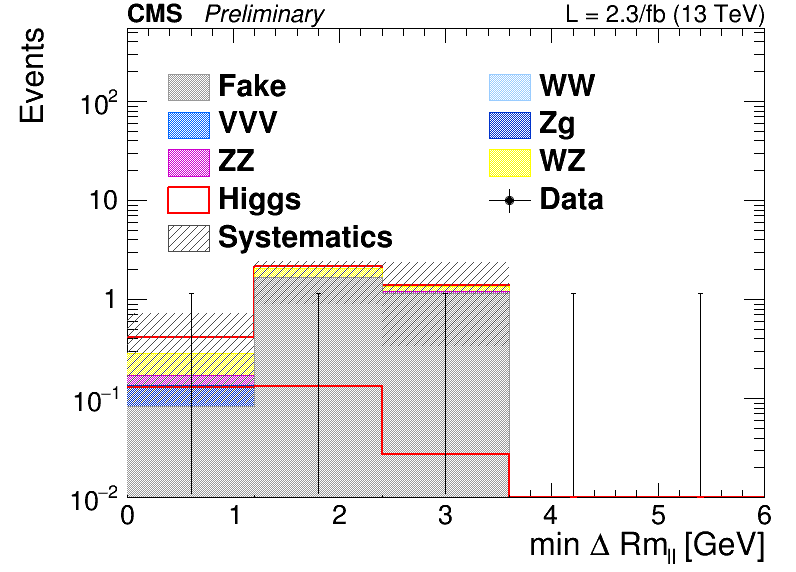 CMS Preliminary L = 2.3/fb (13 TeV)
Events
Fake WW
VVV Zg
ZZ WZ
Higgs Data
Systematics
10²
10
1
10⁻¹
10⁻²
0 1 2 3 4 5 6
min Δ Rm_ll [GeV]